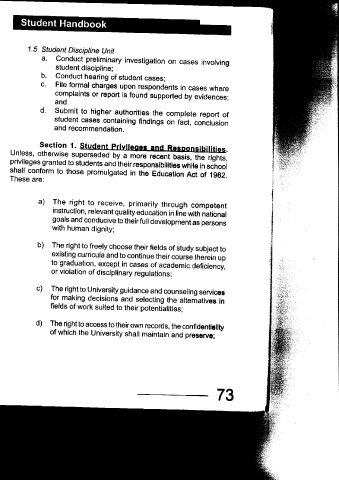 Student Handbook
1.5 Student Discipline Unit
a. Conduct preliminary investigation on cases involving
student discipline;
b. Conduct hearing of student cases;
c. File formal charges upon respondents in cases where
complaints or report is found supported by evidences;
and
d. Submit to higher authorities the complete report of
student cases containing findings on fact, conclusion
and recommendation.
Section 1. Student Privileges and Responsibilities.
Unless, otherwise superseded by a more recent basis, the rights,
privileges granted to students and their responsibilities while in school
shall conform to those promulgated in the Education Act of 1982.
These are:
a) The right to receive, primarily through competent
instruction, relevant quality education in line with national
goals and conducive to their full development as persons
with human dignity;
b) The right to freely choose their fields of study subject to
existing curricula and to continue their course therein up
to graduation, except in cases of academic deficiency,
or violation of disciplinary regulations;
c) The right to University guidance and counseling services
for making decisions and selecting the alternatives in
fields of work suited to their potentialities;
d) The right to access to their own records, the confidentiality
of which the University shall maintain and preserve;
73